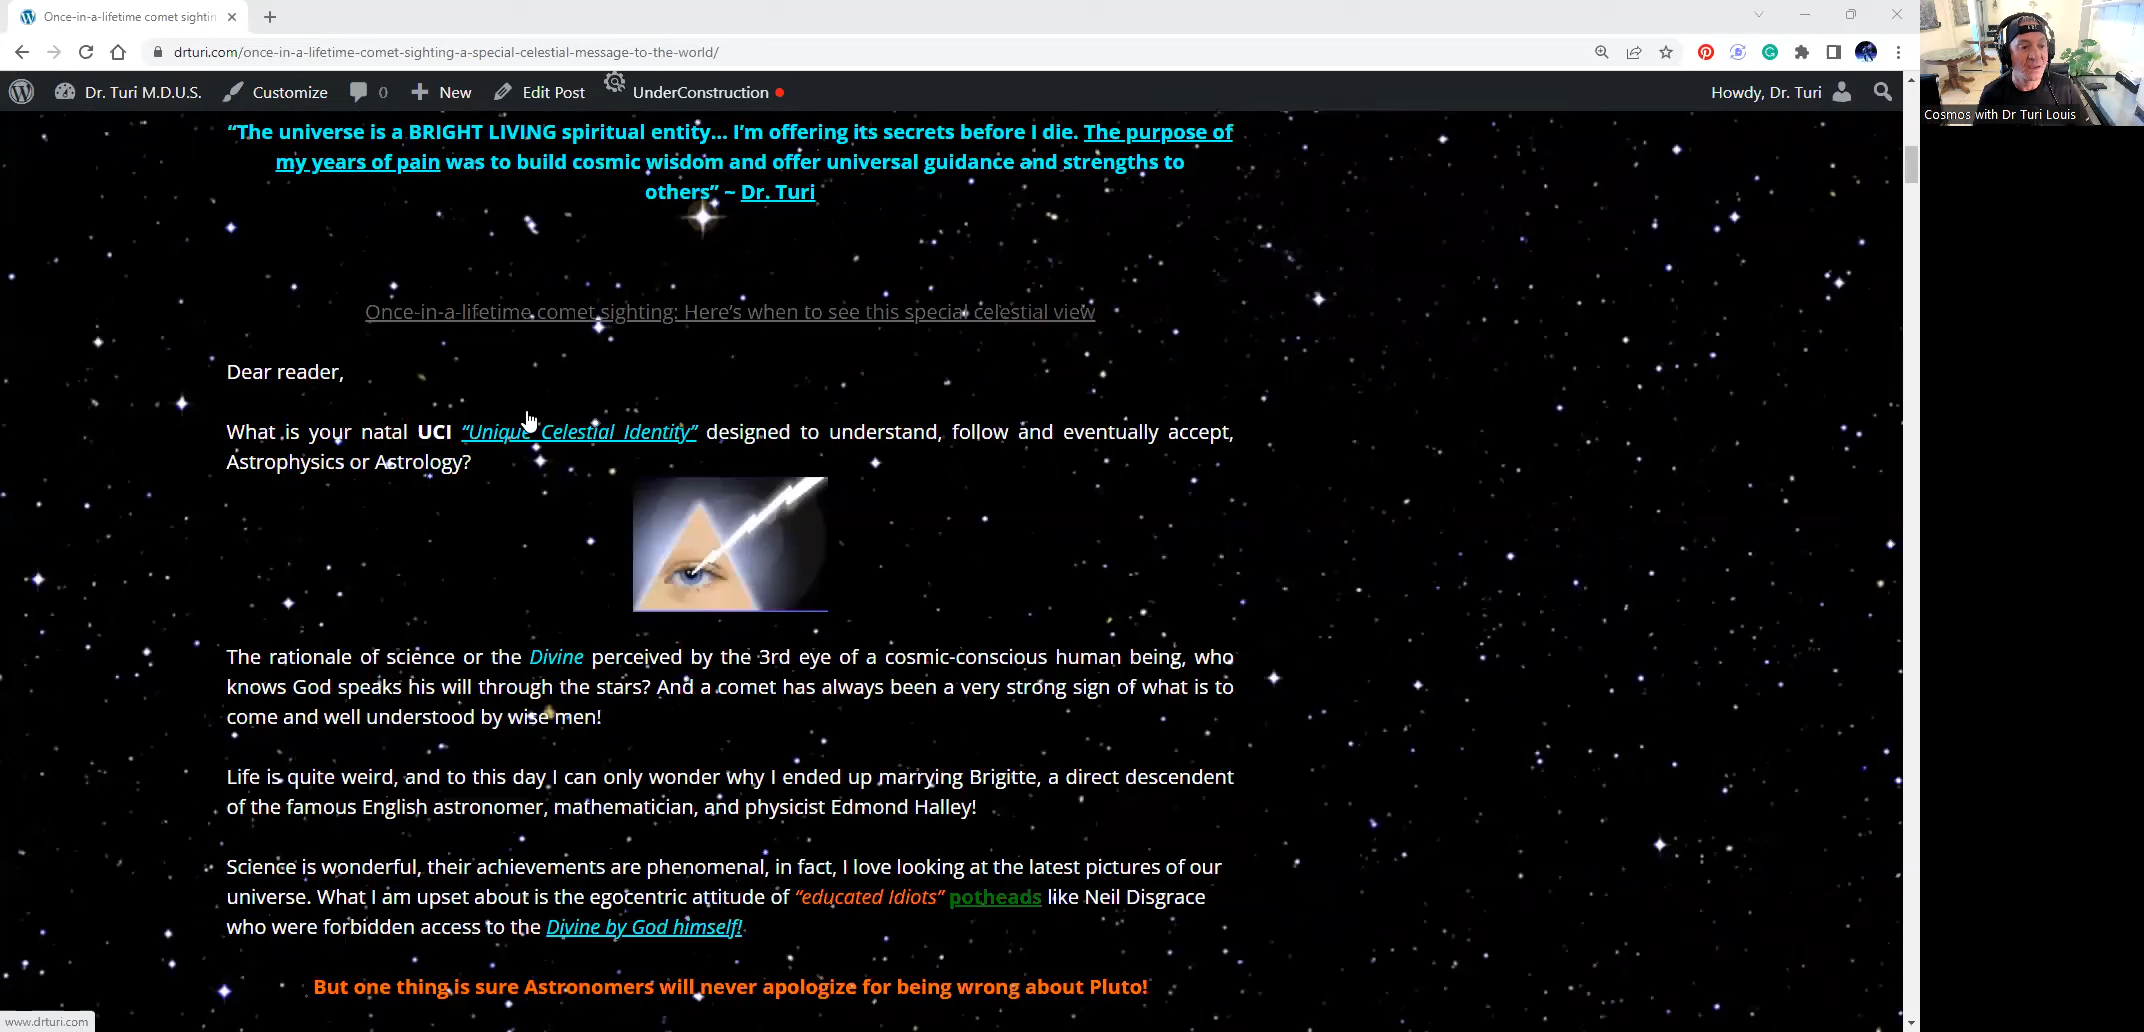 Once-in-a-lifetime comet sightin
drturi.com/once-in-a-lifetime-comet-sighting-a-special-celestial-message-to-the-world/
Dr. Turi M.D.U.S. Customize 0 New Edit Post UnderConstruction Howdy, Dr. Turi
Cosmos with Dr Turi Louis
“The universe is a BRIGHT LIVING spiritual entity… I’m offering its secrets before I die. The purpose of
my years of pain was to build cosmic wisdom and offer universal guidance and strengths to
others” ~ Dr. Turi
Once-in-a-lifetime comet sighting: Here’s when to see this special celestial view
Dear reader,
What is your natal UCI “Unique Celestial Identity” designed to understand, follow and eventually accept,
Astrophysics or Astrology?
The rationale of science or the Divine perceived by the 3rd eye of a cosmic-conscious human being, who
knows God speaks his will through the stars? And a comet has always been a very strong sign of what is to
come and well understood by wise men!
Life is quite weird, and to this day I can only wonder why I ended up marrying Brigitte, a direct descendent
of the famous English astronomer, mathematician, and physicist Edmond Halley!
Science is wonderful, their achievements are phenomenal, in fact, I love looking at the latest pictures of our
universe. What I am upset about is the egocentric attitude of “educated Idiots” potheads like Neil Disgrace
who were forbidden access to the Divine by God himself!
But one thing is sure Astronomers will never apologize for being wrong about Pluto!
www.drturi.com